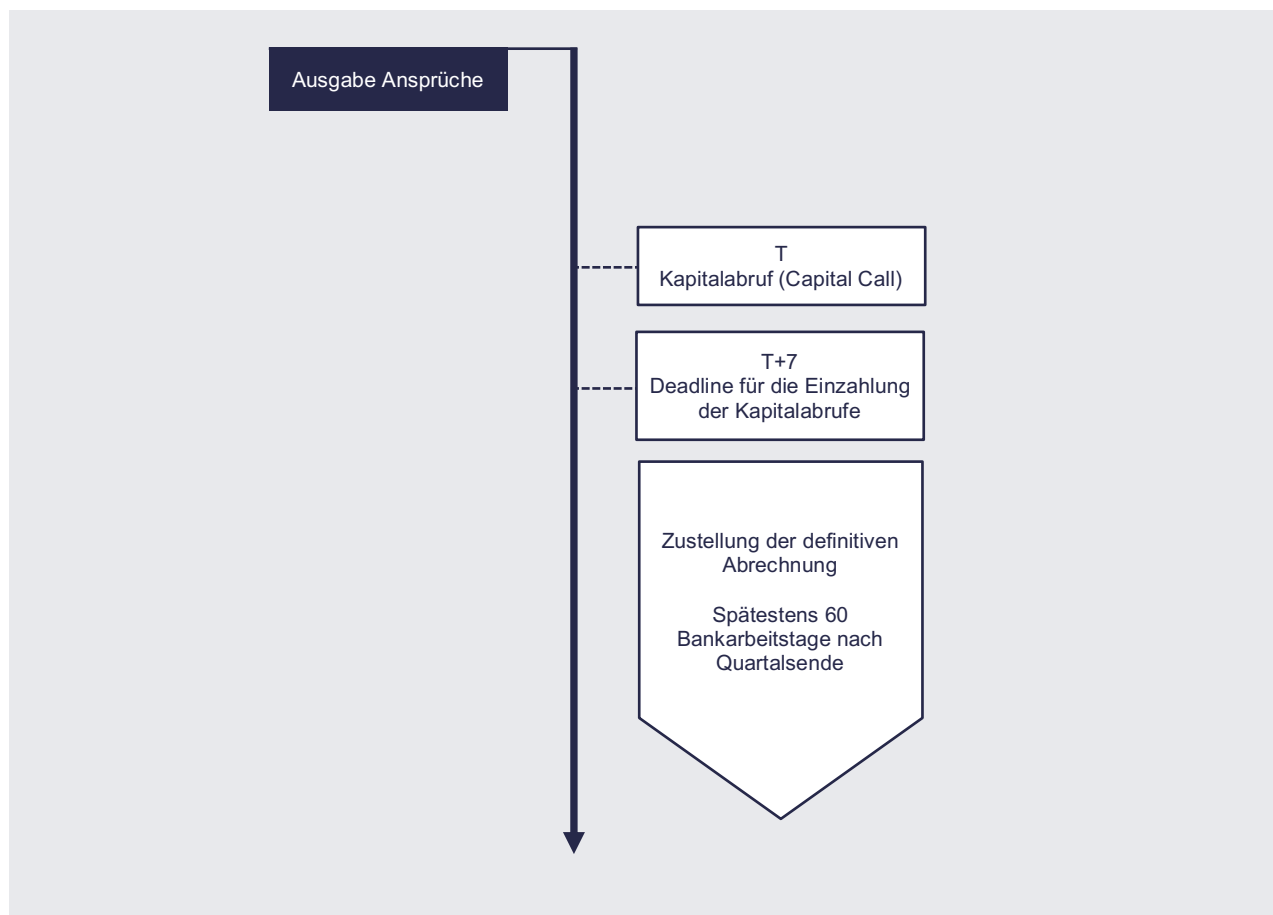 Ausgabe Ansprüche
T
Kapitalabruf (Capital Call)
T+7
Deadline für die Einzahlung
der Kapitalabrufe
Zustellung der definitiven
Abrechnung
Spätestens 60
Bankarbeitstage nach
Quartalsende